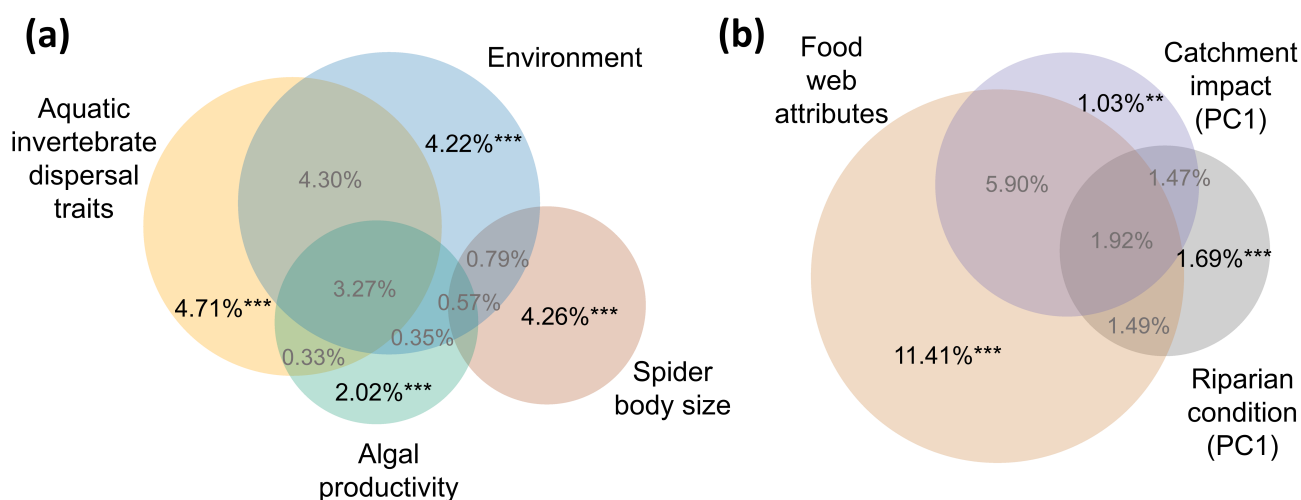 (a)
Environment
Aquatic
invertebrate
dispersal
traits
4.22%***
4.30%
0.79%
3.27%
0.57%
4.71%***
4.26%***
0.35%
0.33%
2.02%***
Spider
body size
Algal
productivity
(b)
Food
web
attributes
Catchment
impact
(PC1)
1.03%**
1.47%
5.90%
1.92%
1.69%***
1.49%
11.41%***
Riparian
condition
(PC1)